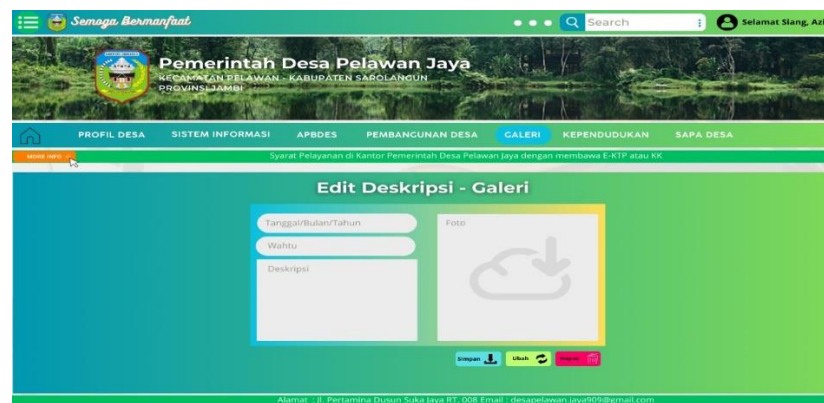 Semoga Bermanfaat
Search
Selamat Siang, Azi
Pemerintah Desa Pelawan Jaya
KECAMATAN PELAWAN - KABUPATEN SAROLANGUN
PROVINSI JAMBI
PROFIL DESA SISTEM INFORMASI APBDES PEMBANGUNAN DESA GALERI KEPENDUDUKAN SAPA DESA
MORE INFO
Syarat Pelayanan di Kantor Pemerintah Desa Pelawan Jaya dengan membawa E-KTP atau KK
Edit Deskripsi - Galeri
Tanggal/Bulan/Tahun
Wahtu
Deskripsi
Foto
Simpan
Ubah
Alamat : Jl. Pertamina Dusun Suka Jaya RT. 008 Email : desapelawan.jaya909@gmail.com